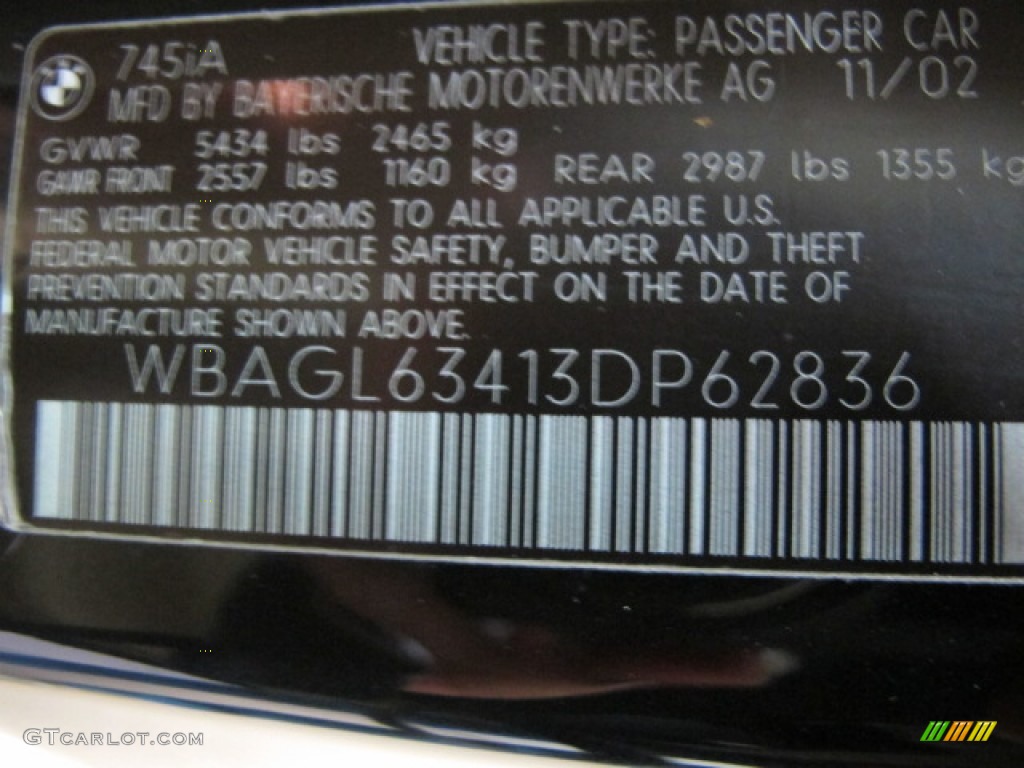 745iA VEHICLE TYPE: PASSENGER CAR
MFD BY BAYERISCHE MOTORENWERKE AG 11/02
GVWR 5434 lbs 2465 kg
GAWR FRONT 2557 lbs 1160 kg REAR 2987 lbs 1355 kg
THIS VEHICLE CONFORMS TO ALL APPLICABLE U.S.
FEDERAL MOTOR VEHICLE SAFETY, BUMPER AND THEFT
PREVENTION STANDARDS IN EFFECT ON THE DATE OF
MANUFACTURE SHOWN ABOVE.
WBAGL63413DP62836
GTcarlot.com